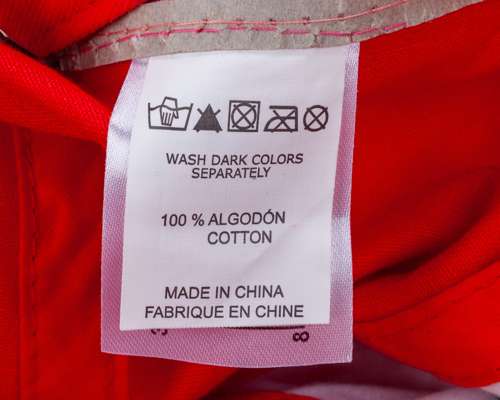 WASH DARK COLORS
SEPARATELY
100 % ALGODÓN
COTTON
MADE IN CHINA
FABRIQUE EN CHINE